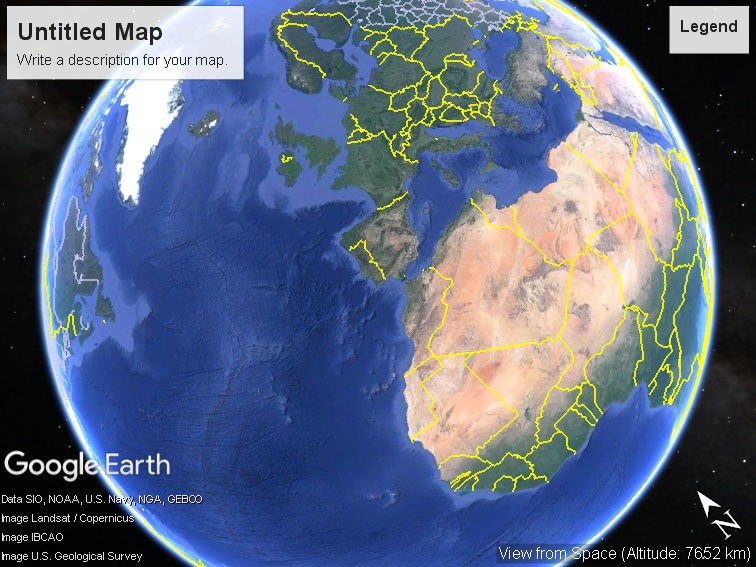 Untitled Map
Write a description for your map.
Legend
Google Earth
Data SIO, NOAA, U.S. Navy, NGA, GEBCO
Image Landsat / Copernicus
Image IBCAO
Image U.S. Geological Survey
N
View from Space (Altitude: 7652 km)